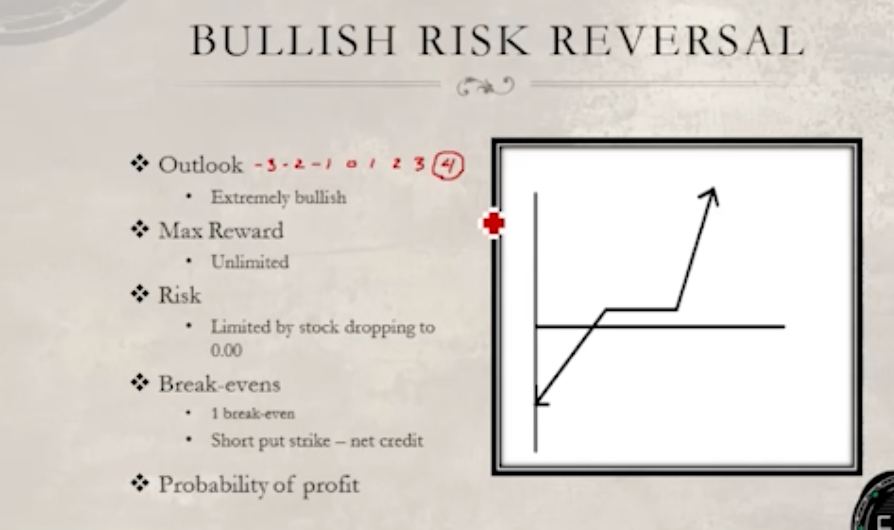 BULLISH RISK REVERSAL
Outlook -3 -2 -1 0 1 2 3 4
Extremely bullish
Max Reward
Unlimited
Risk
Limited by stock dropping to
0.00
Break-evens
1 break-even
Short put strike – net credit
Probability of profit